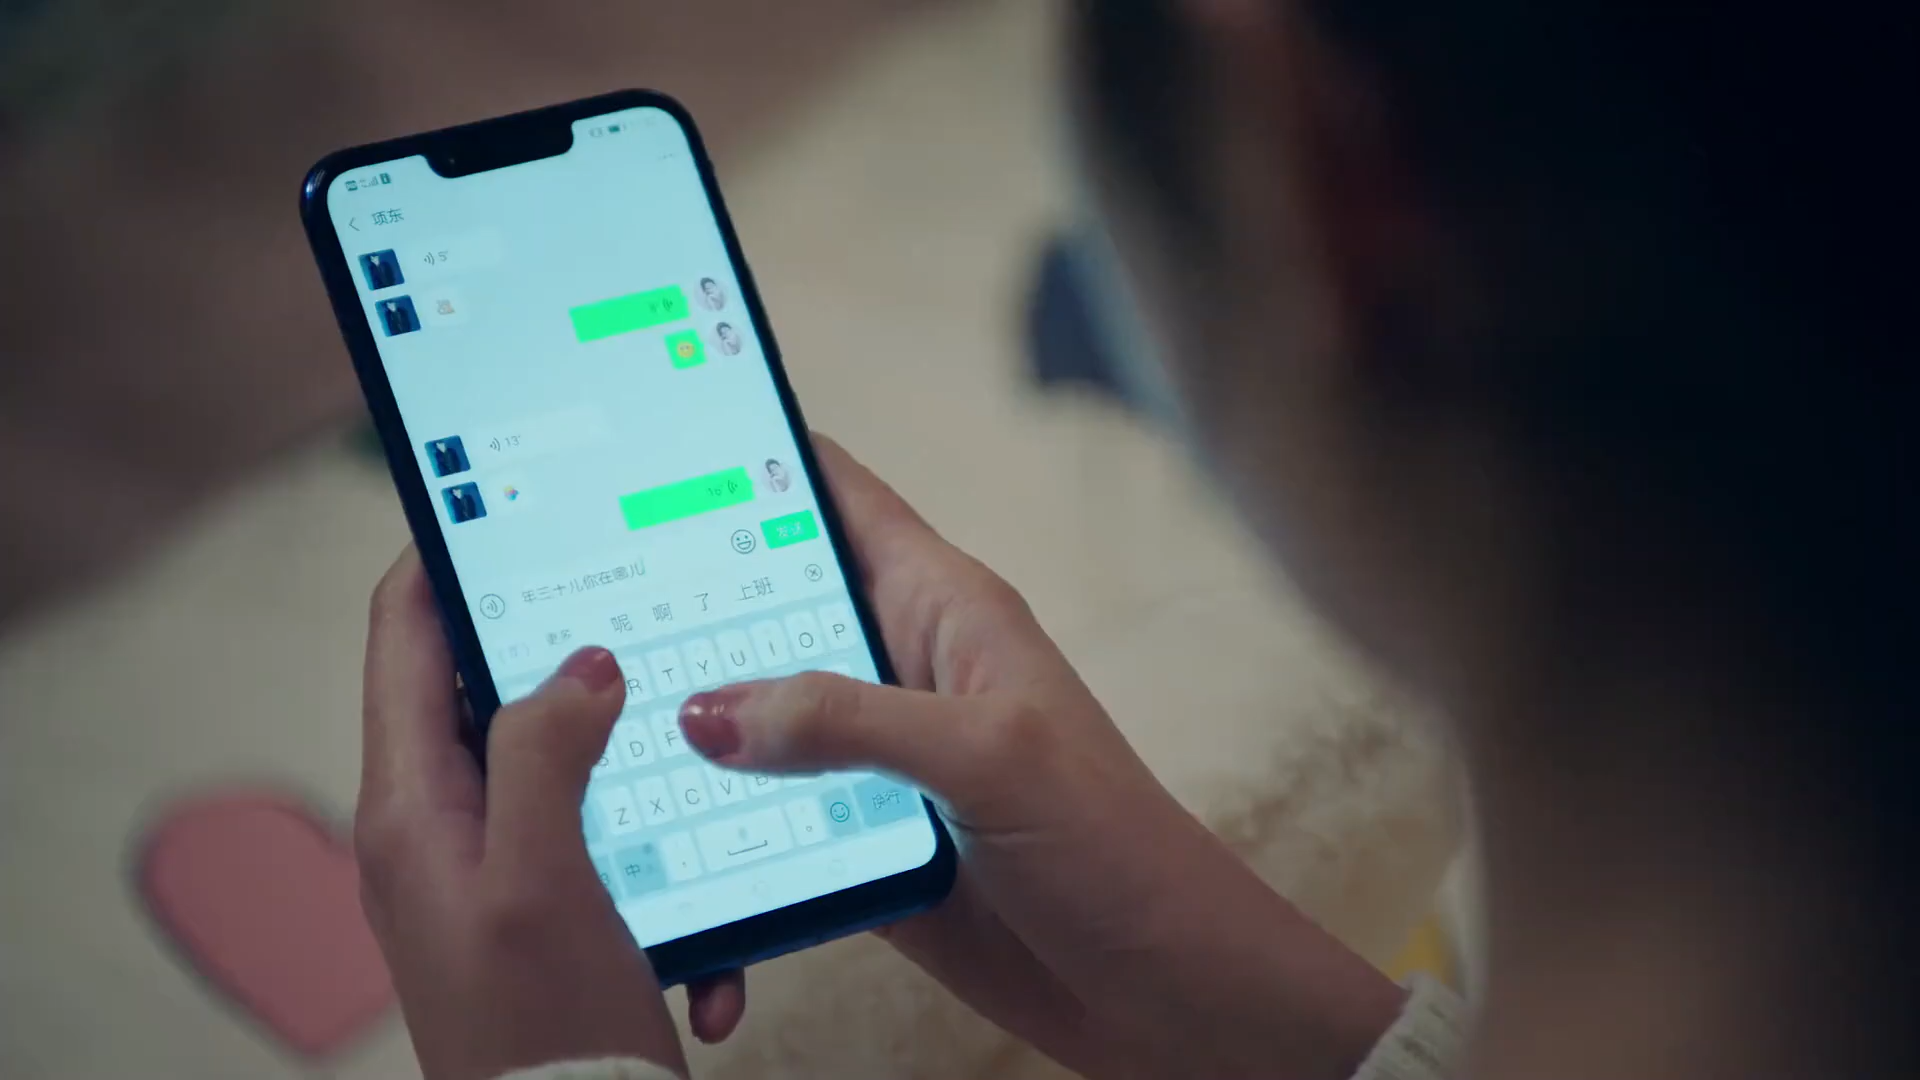 项东
5"
13"
发送
年三十儿你在哪儿
更多 呢 啊 了 上班
R T Y U I O P
S D F
Z X C V B
中 , 。 换行